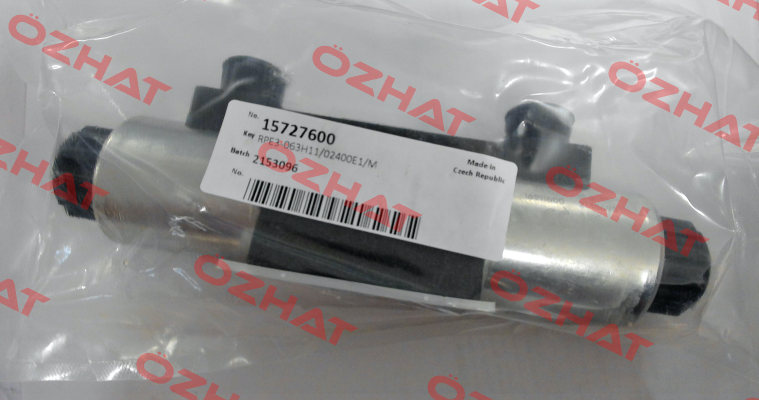 ÖZHAT
ÖZHAT
ÖZHAT
No. 15727600
Key RPE3-063H11/02400E1/M
Batch 2153096
No.
Made in
Czech Republic
ÖZHAT
ÖZHAT
ÖZHAT
ÖZHAT
ÖZHAT
ÖZHAT